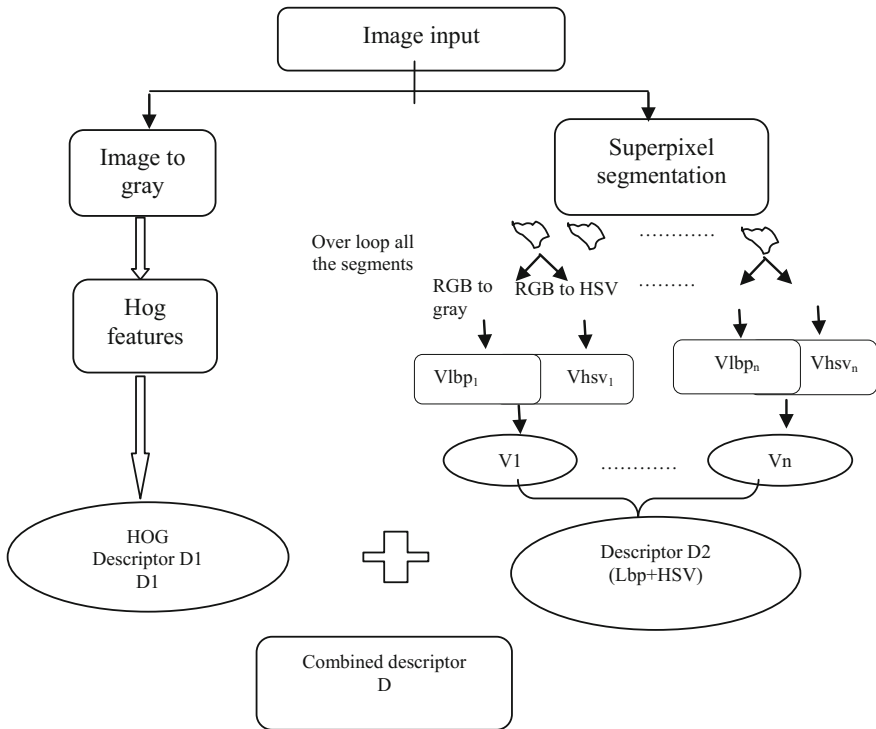 Image input
Image to
gray
Superpixel
segmentation
Over loop all
the segments
RGB to
gray
RGB to HSV
Hog
features
Vlbp₁
Vhsv₁
Vlbpₙ
Vhsvₙ
V1
Vn
HOG
Descriptor D1
D1
Descriptor D2
(Lbp+HSV)
Combined descriptor
D